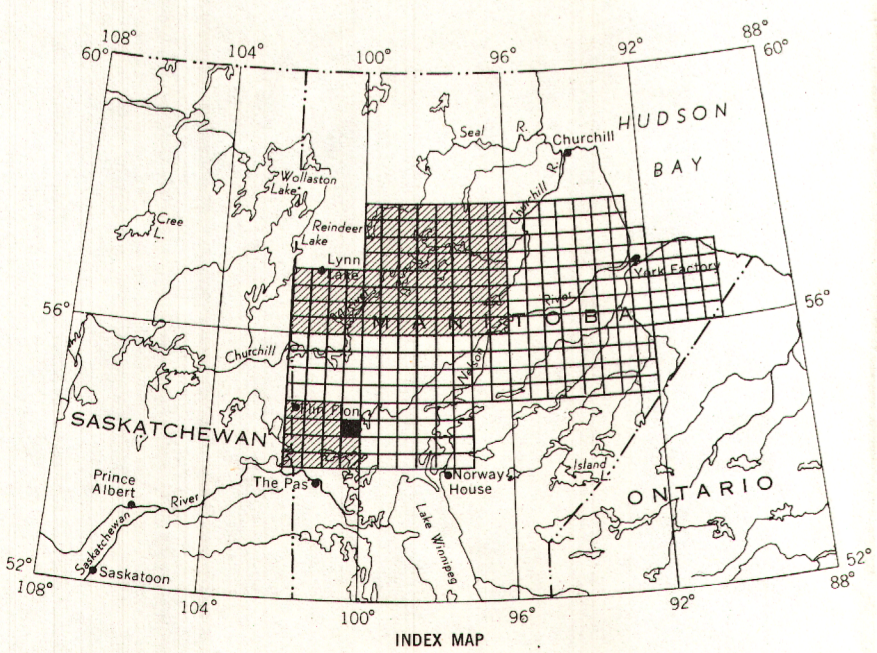 108°
104°
100°
96°
92°
88°
60°
60°
HUDSON
BAY
Seal R.
Churchill
Churchill R.
Wollaston
Lake
Cree
L.
Reindeer
Lake
Lynn
Lake
York Factory
River
MANITOBA
56°
56°
Churchill
Nelson
Flin Flon
SASKATCHEWAN
Island
L.
Prince
Albert
River
The Pas
Norway
House
ONTARIO
Saskatchewan
Lake Winnipeg
Saskatoon
52°
52°
108°
88°
104°
100°
96°
92°
INDEX MAP